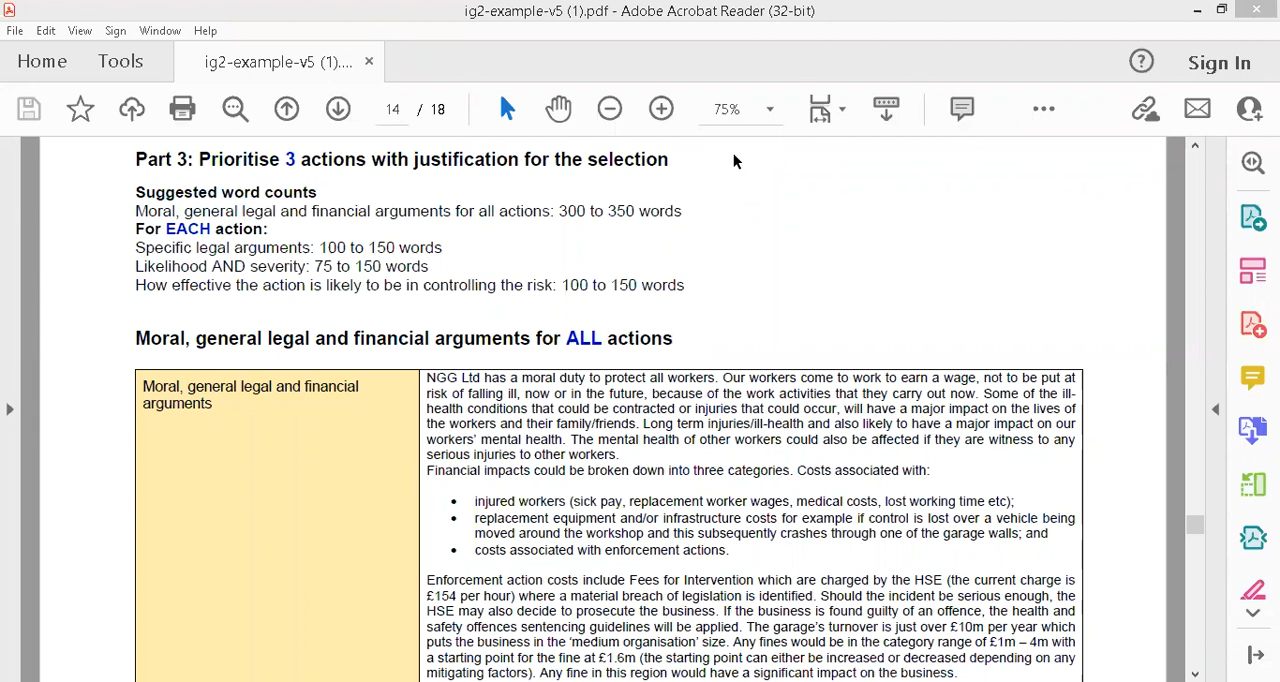 ig2-example-v5 (1).pdf - Adobe Acrobat Reader (32-bit)
File Edit View Sign Window Help
Home Tools ig2-example-v5 (1).... × Sign In
14 / 18 75%
Part 3: Prioritise 3 actions with justification for the selection
Suggested word counts
Moral, general legal and financial arguments for all actions: 300 to 350 words
For EACH action:
Specific legal arguments: 100 to 150 words
Likelihood AND severity: 75 to 150 words
How effective the action is likely to be in controlling the risk: 100 to 150 words
Moral, general legal and financial arguments for ALL actions
Moral, general legal and financial
arguments
NGG Ltd has a moral duty to protect all workers. Our workers come to work to earn a wage, not to be put at
risk of falling ill, now or in the future, because of the work activities that they carry out now. Some of the ill-
health conditions that could be contracted or injuries that could occur, will have a major impact on the lives of
the workers and their family/friends. Long term injuries/ill-health and also likely to have a major impact on our
workers' mental health. The mental health of other workers could also be affected if they are witness to any
serious injuries to other workers.
Financial impacts could be broken down into three categories. Costs associated with:
• injured workers (sick pay, replacement worker wages, medical costs, lost working time etc);
• replacement equipment and/or infrastructure costs for example if control is lost over a vehicle being
moved around the workshop and this subsequently crashes through one of the garage walls; and
• costs associated with enforcement actions.
Enforcement action costs include Fees for Intervention which are charged by the HSE (the current charge is
£154 per hour) where a material breach of legislation is identified. Should the incident be serious enough, the
HSE may also decide to prosecute the business. If the business is found guilty of an offence, the health and
safety offences sentencing guidelines will be applied. The garage's turnover is just over £10m per year which
puts the business in the 'medium organisation' size. Any fines would be in the category range of £1m – 4m with
a starting point for the fine at £1.6m (the starting point can either be increased or decreased depending on any
mitigating factors). Any fine in this region would have a significant impact on the business.